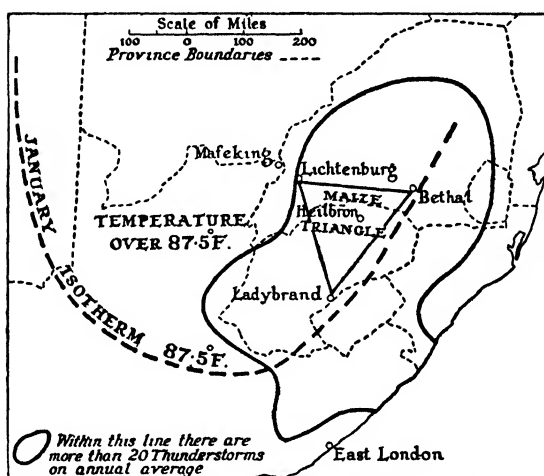 Scale of Miles
100 0 100 200
Province Boundaries
Mafeking
Lichtenburg
Bethal
MAIZE
Heilbron
TRIANGLE
TEMPERATURE
OVER 87·5°F.
Ladybrand
JANUARY
ISOTHERM
87·5°F.
Within this line there are
more than 20 Thunderstorms
on annual average
East London